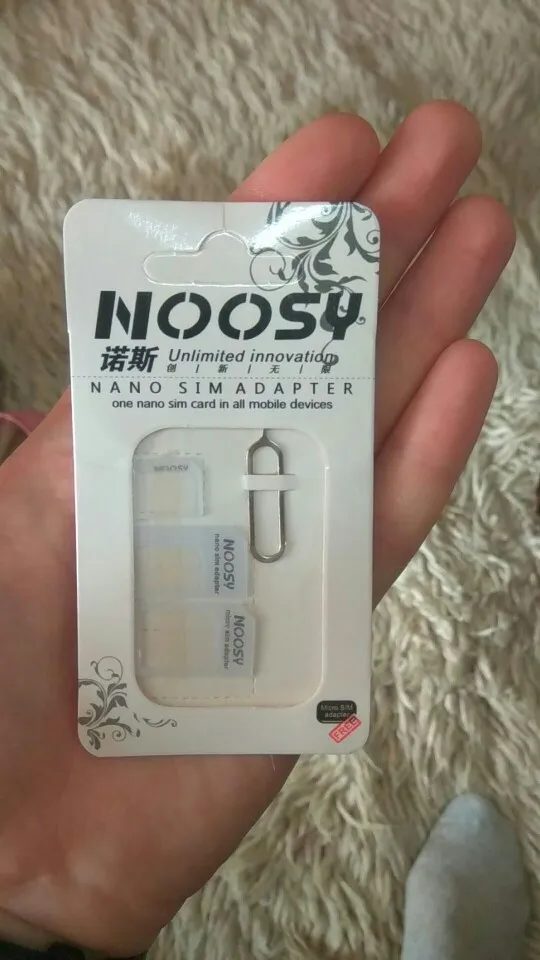 NOOSY
诺斯 Unlimited innovation
创 | 新 | 无 | 限
NANO SIM ADAPTER
one nano sim card in all mobile devices
NOOSY
NOOSY
nano sim adapter
NOOSY
micro sim adapter
Micro SIM
adapter
FREE